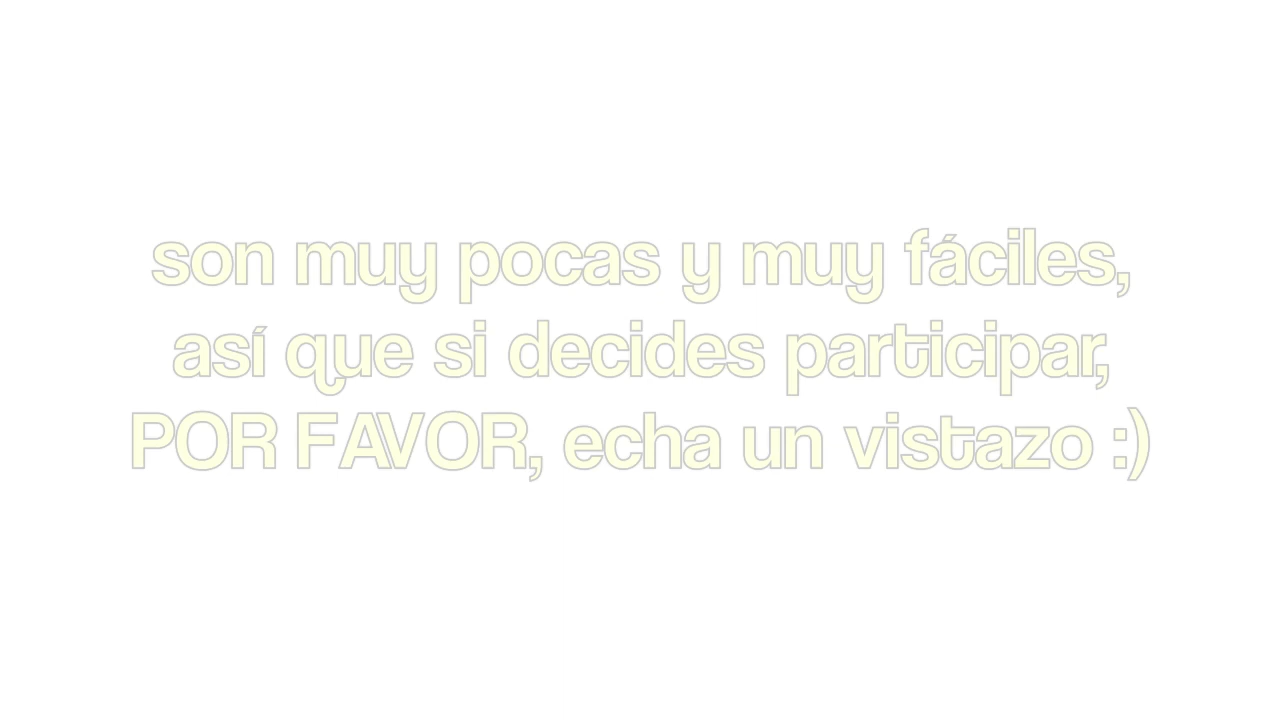 son muy pocas y muy fáciles,
así que si decides participar,
POR FAVOR, echa un vistazo :)